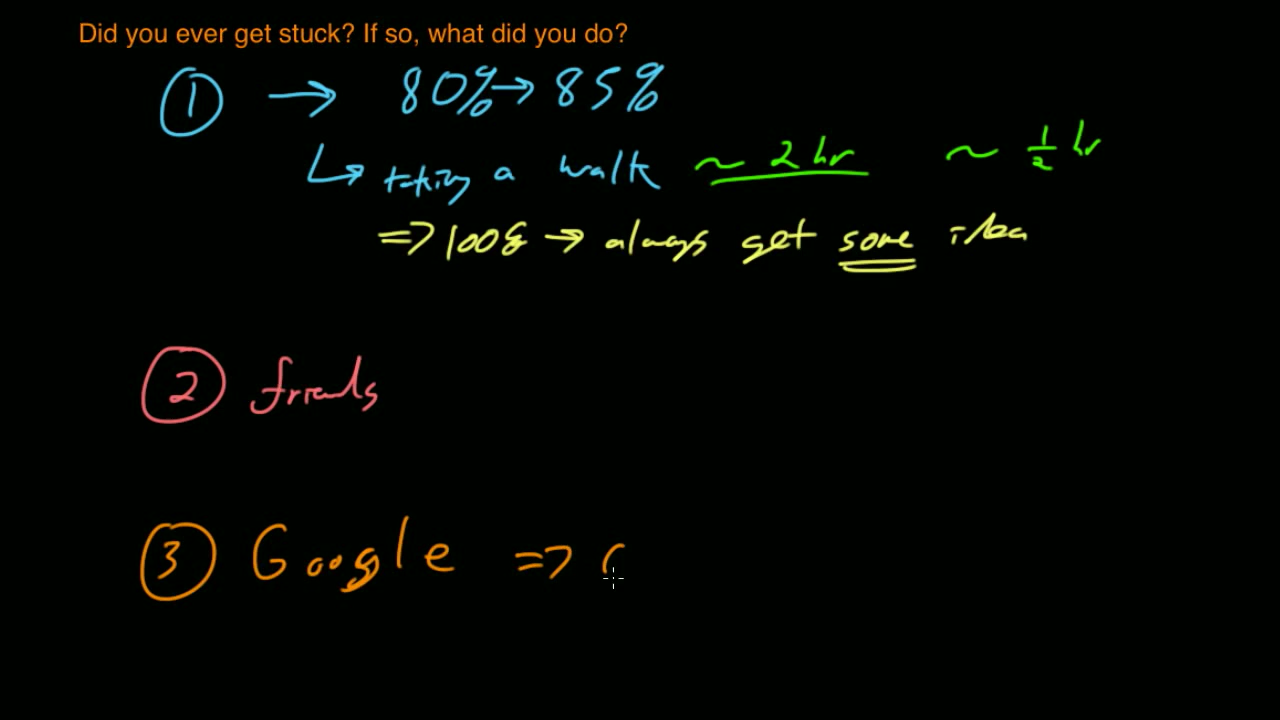 Did you ever get stuck? If so, what did you do?
① → 80% → 85%
↳ taking a walk ~ 2 hr ~ 1/2 hr
=> 100% → always get some idea
② friends
③ Google =>